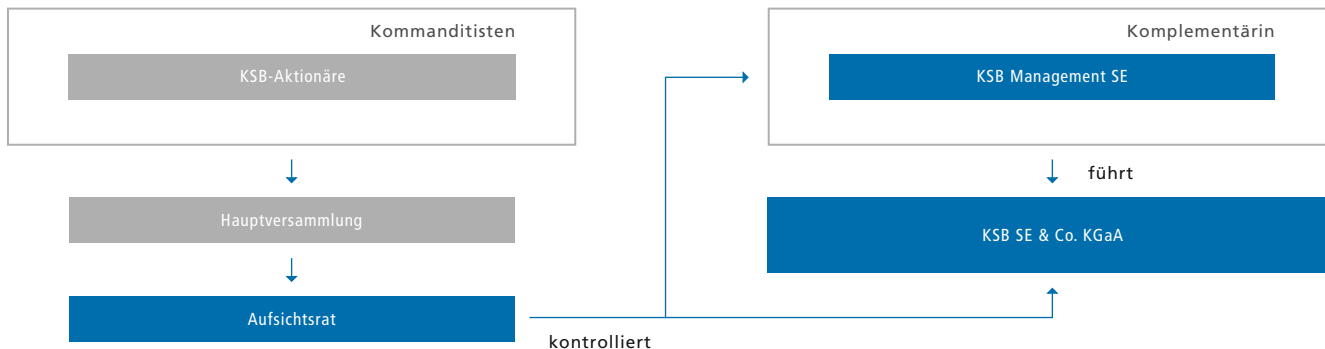 Kommanditisten
KSB-Aktionäre
Hauptversammlung
Aufsichtsrat
kontrolliert
Komplementärin
KSB Management SE
führt
KSB SE & Co. KGaA